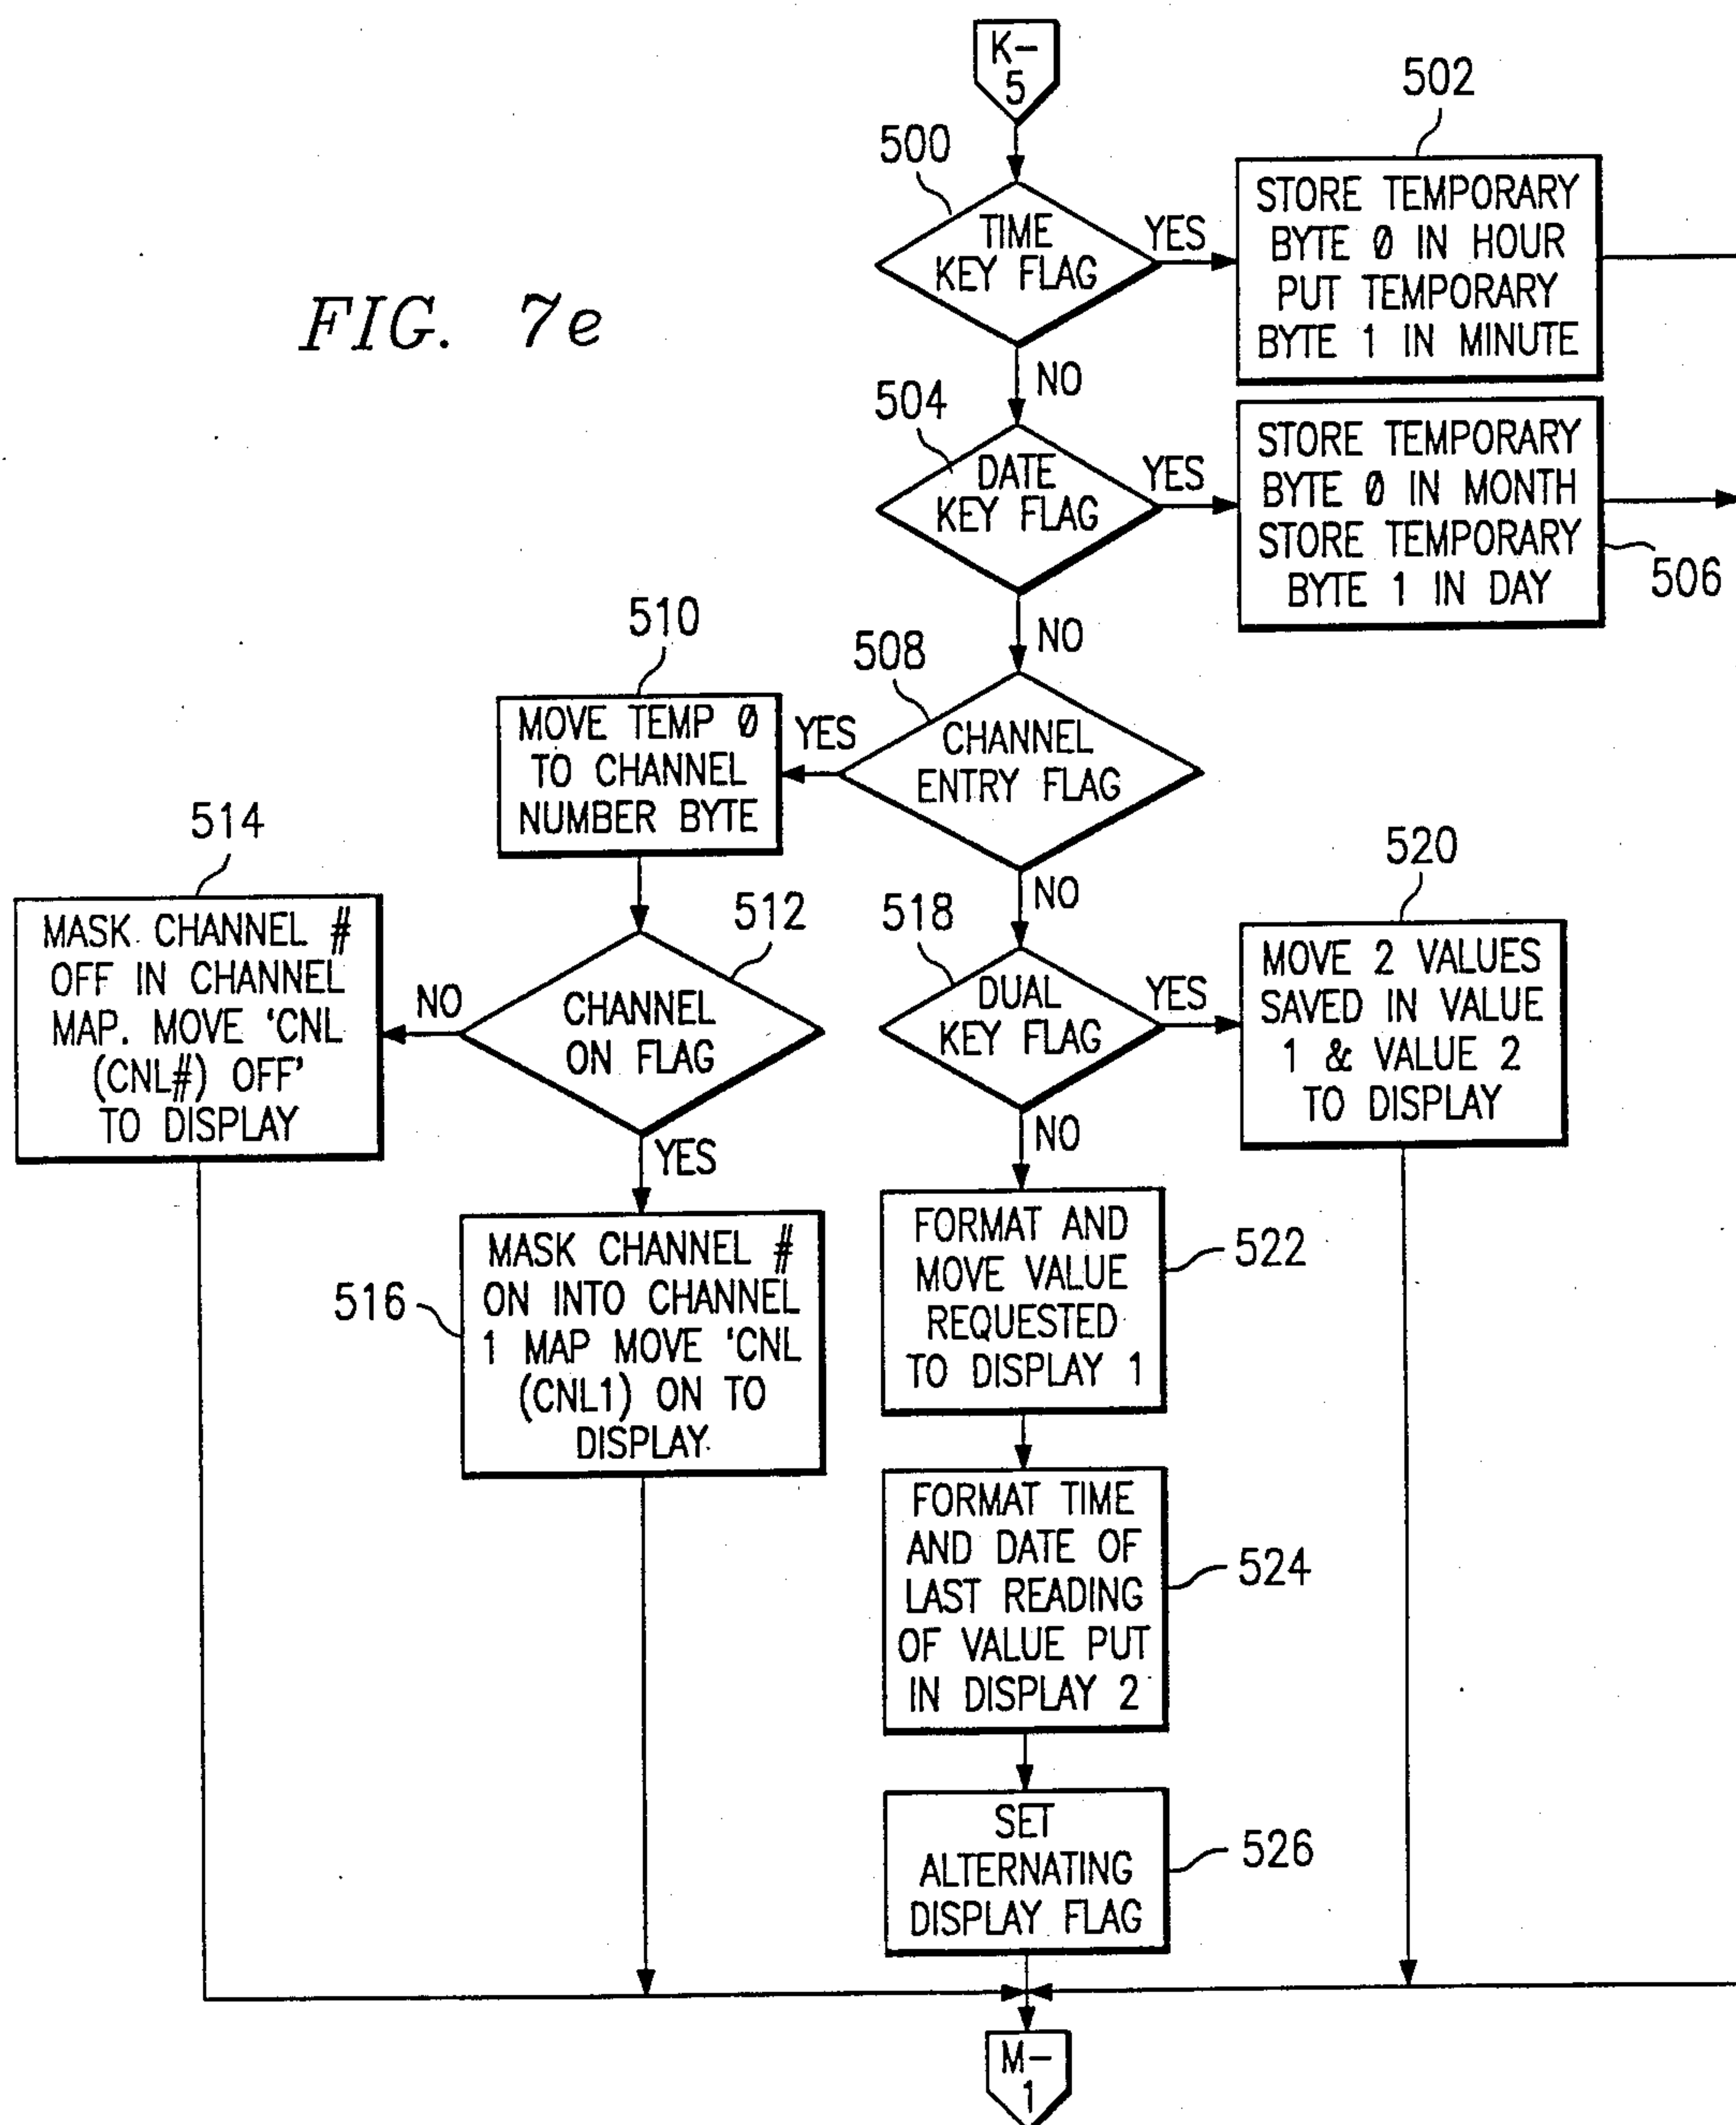 K-
5
500
502
TIME
KEY FLAG
YES
STORE TEMPORARY
BYTE Ø IN HOUR
PUT TEMPORARY
BYTE 1 IN MINUTE
FIG. 7e
NO
504
DATE
KEY FLAG
YES
STORE TEMPORARY
BYTE Ø IN MONTH
STORE TEMPORARY
BYTE 1 IN DAY
506
NO
508
CHANNEL
ENTRY FLAG
YES
510
MOVE TEMP Ø
TO CHANNEL
NUMBER BYTE
NO
512
CHANNEL
ON FLAG
NO
514
MASK CHANNEL #
OFF IN CHANNEL
MAP. MOVE 'CNL
(CNL#) OFF'
TO DISPLAY
YES
516
MASK CHANNEL #
ON INTO CHANNEL
1 MAP MOVE 'CNL
(CNL1) ON TO
DISPLAY
518
DUAL
KEY FLAG
YES
520
MOVE 2 VALUES
SAVED IN VALUE
1 & VALUE 2
TO DISPLAY
NO
FORMAT AND
MOVE VALUE
REQUESTED
TO DISPLAY 1
522
FORMAT TIME
AND DATE OF
LAST READING
OF VALUE PUT
IN DISPLAY 2
524
SET
ALTERNATING
DISPLAY FLAG
526
M-
1